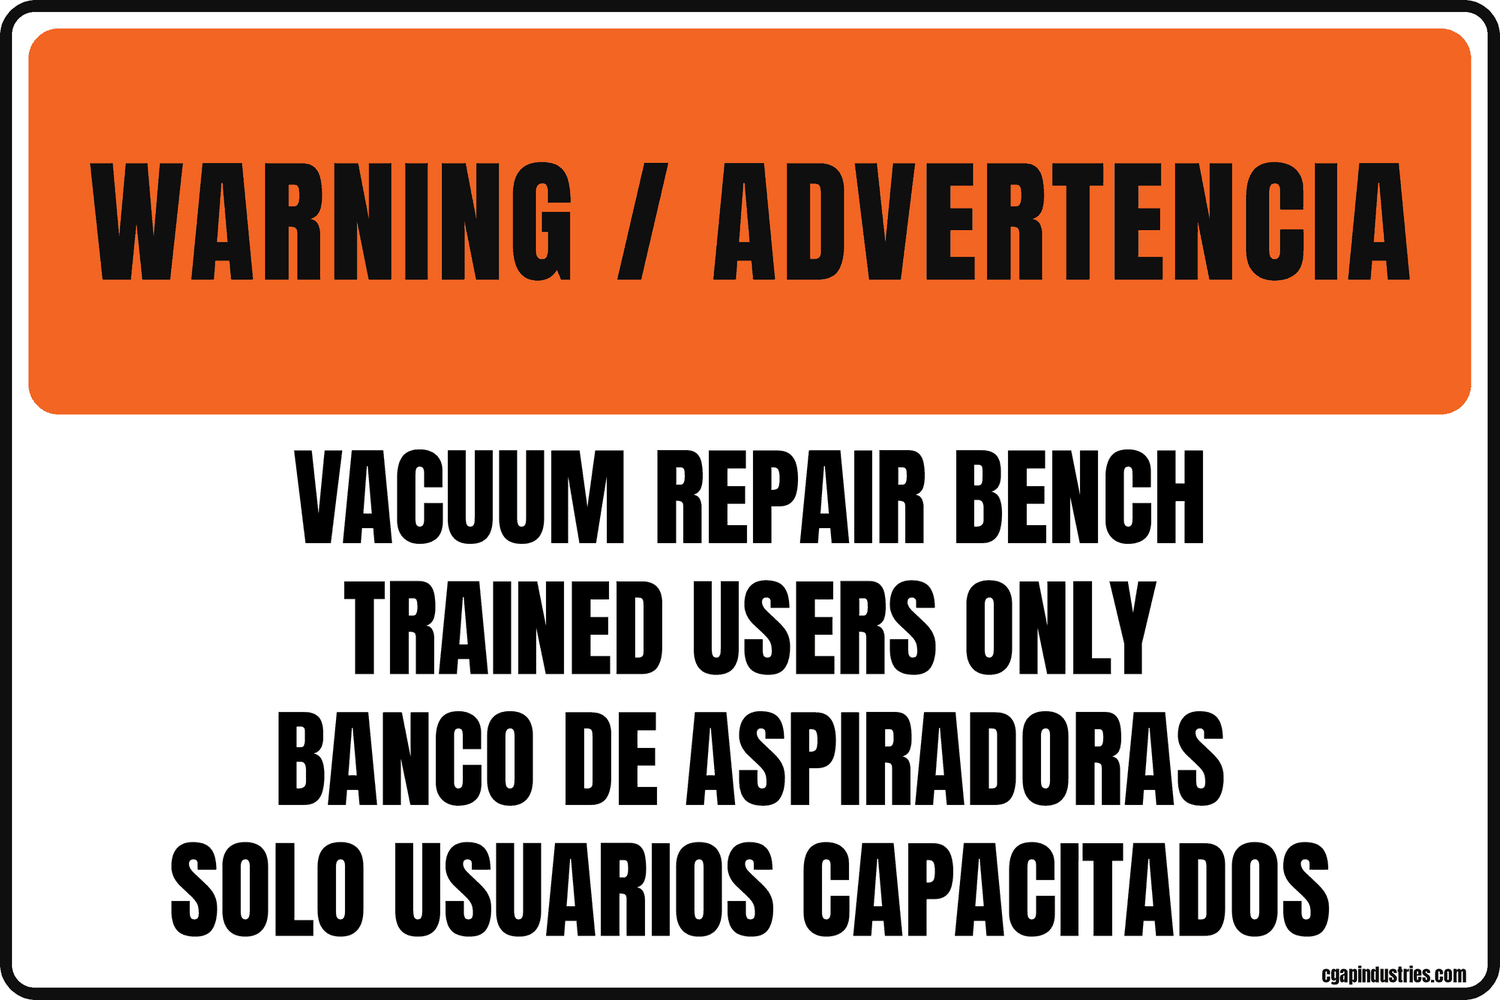 WARNING / ADVERTENCIA
VACUUM REPAIR BENCH
TRAINED USERS ONLY
BANCO DE ASPIRADORAS
SOLO USUARIOS CAPACITADOS
cgapindustries.com